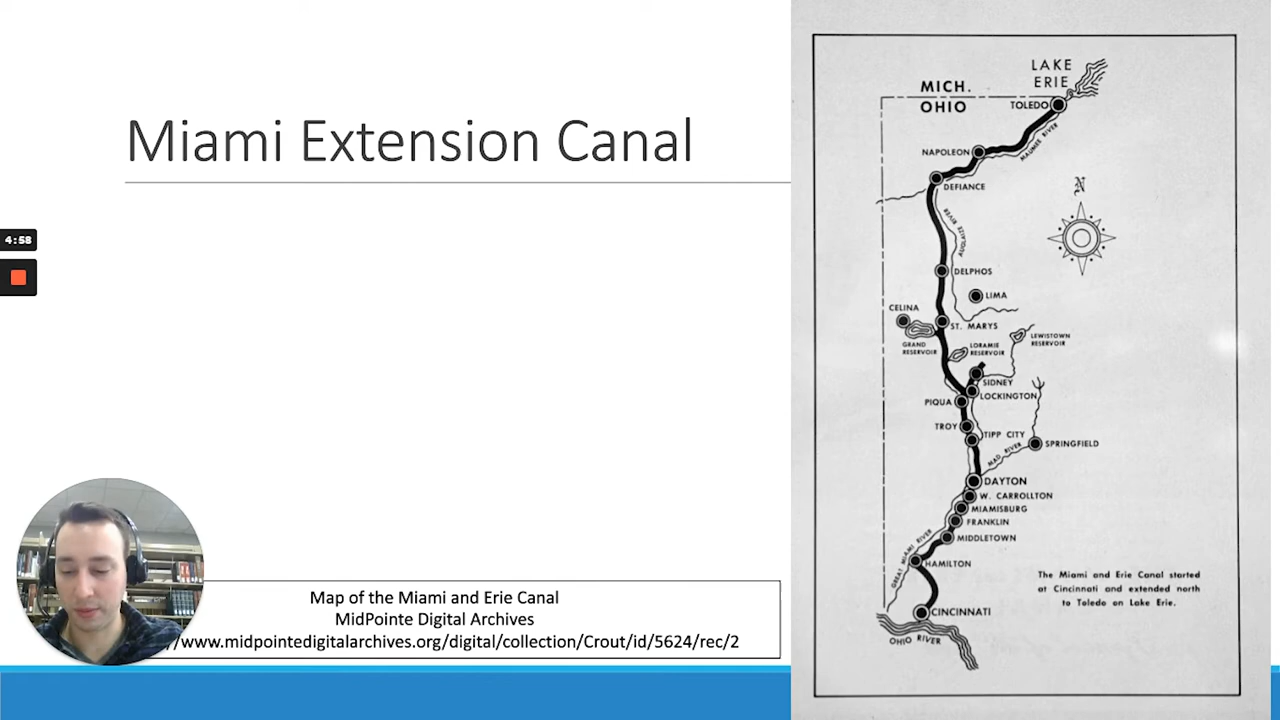 Miami Extension Canal
4:58
Map of the Miami and Erie Canal
MidPointe Digital Archives
//www.midpointedigitalarchives.org/digital/collection/Crout/id/5624/rec/2
LAKE
ERIE
MICH.
OHIO
TOLEDO
MAUMEE RIVER
NAPOLEON
DEFIANCE
N
RIVER
DELPHOS
LIMA
CELINA
ST. MARYS
GRAND
RESERVOIR
LORAMIE
RESERVOIR
LEWISTOWN
RESERVOIR
SIDNEY
LOCKINGTON
PIQUA
TROY
TIPP CITY
MAD RIVER
SPRINGFIELD
DAYTON
W. CARROLLTON
MIAMISBURG
FRANKLIN
MIDDLETOWN
GREAT MIAMI RIVER
HAMILTON
CINCINNATI
OHIO RIVER
The Miami and Erie Canal started
at Cincinnati and extended north
to Toledo on Lake Erie.